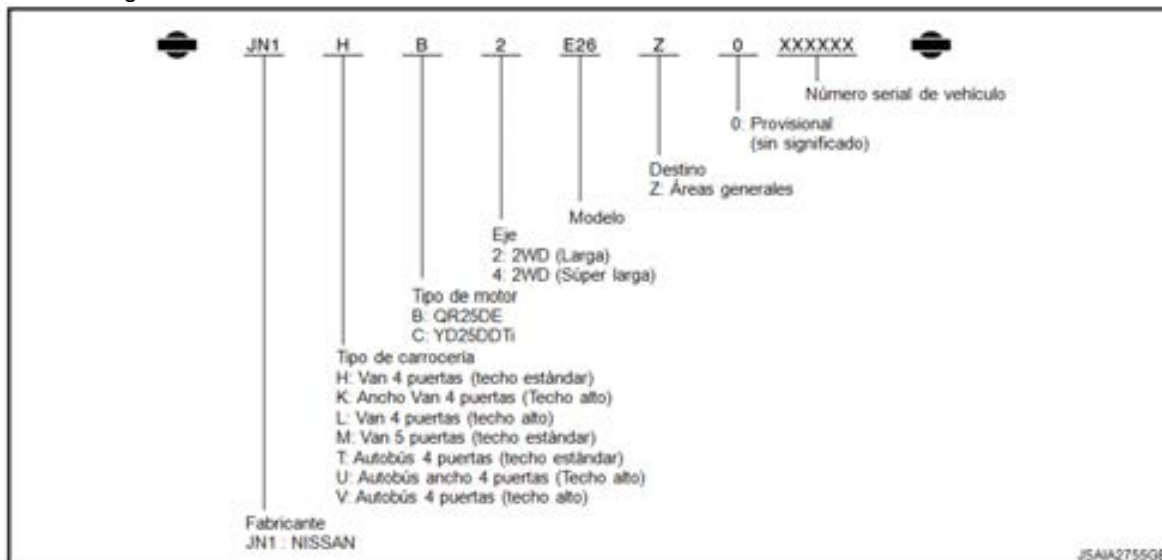 JN1 H B 2 E26 Z 0 XXXXXX
Número serial de vehículo
0: Provisional
(sin significado)
Destino
Z: Áreas generales
Modelo
Eje
2: 2WD (Larga)
4: 2WD (Súper larga)
Tipo de motor
B: QR25DE
C: YD25DDTi
Tipo de carrocería
H: Van 4 puertas (techo estándar)
K: Ancho Van 4 puertas (Techo alto)
L: Van 4 puertas (techo alto)
M: Van 5 puertas (techo estándar)
T: Autobús 4 puertas (techo estándar)
U: Autobús ancho 4 puertas (Techo alto)
V: Autobús 4 puertas (techo alto)
Fabricante
JN1 : NISSAN